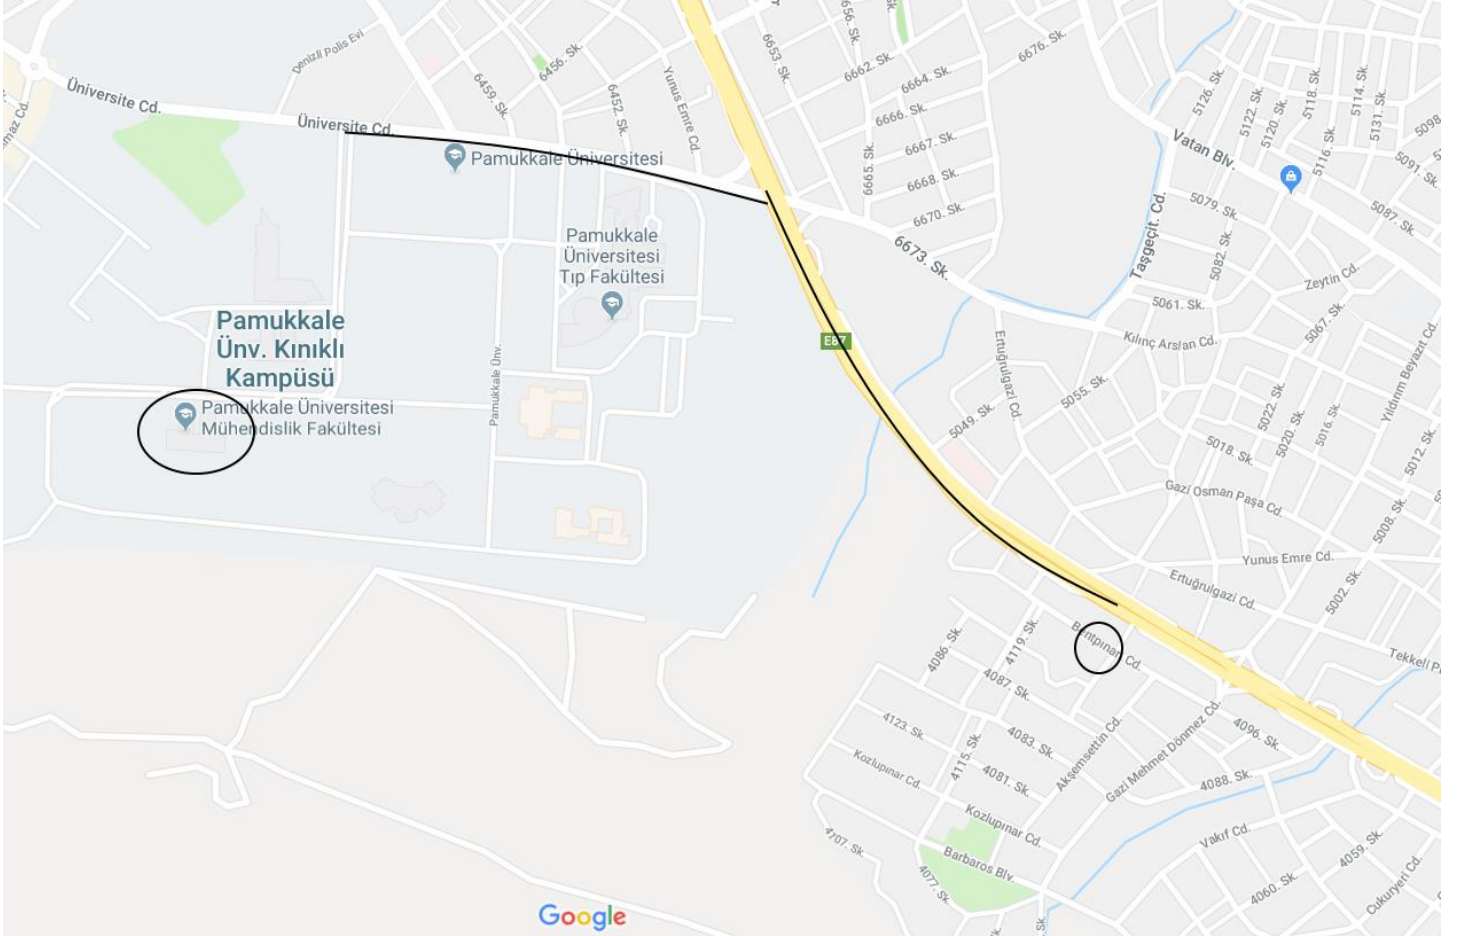 Denizli Polis Evi
6456. Sk.
6459. Sk.
6452. Sk.
Yunus Emre Cd.
6653. Sk.
656. Sk.
Sk.
6662. Sk.
6664. Sk.
6676. Sk.
6666. Sk.
6667. Sk.
6665. Sk.
6668. Sk.
6670. Sk.
6673. Sk.
Üniversite Cd.
Üniversite Cd.
maz Cd.
Pamukkale Üniversitesi
Pamukkale
Üniversitesi
Tıp Fakültesi
Pamukkale
Ünv. Kınıklı
Kampüsü
Pamukkale Üniversitesi
Mühendislik Fakültesi
Pamukkale Ünv.
E87
5126. Sk.
5122. Sk.
5120. Sk.
5118. Sk.
5116. Sk.
5114. Sk.
5131. Sk.
5098
5091. S
Vatan Blv.
5079. Sk.
5087. Sk.
5082. Sk.
Taşgeçit. Cd.
Zeytin Cd.
5061. Sk.
5067. Sk.
Kılınç Arslan Cd.
Ertuğrulgazi Cd.
5055. Sk.
5049. Sk.
5022. Sk.
5020. Sk.
5016. Sk.
5018. Sk.
Yıldırım Beyazıt Cd.
5012. Sk.
5008. Sk.
Gazi Osman Paşa Cd.
Yunus Emre Cd.
Ertuğrulgazi Cd.
5002. Sk.
Tekkeli P
Bentpınar Cd.
4119. Sk.
4086. Sk.
4087. Sk.
4123. Sk.
4083. Sk.
4115. Sk.
4081. Sk.
Akşemsettin Cd.
Gazi Mehmet Dönmez Cd.
4096. Sk.
4088. Sk.
Kozlupınar Cd.
Kozlupınar Cd.
Vakıf Cd.
4707. Sk.
Barbaros Blv.
4077. Sk.
4059. Sk.
4060. Sk.
Çukuryeri Cd.
Sk.
Google